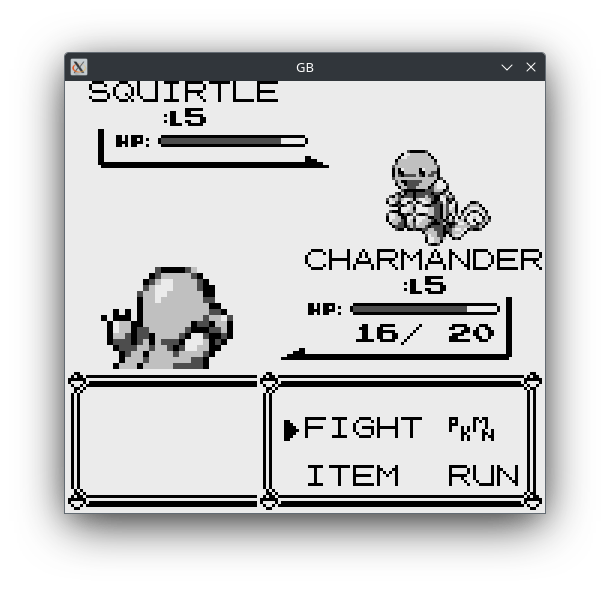 GB
SQUIRTLE
:L5
HP:
CHARMANDER
:L5
HP:
16/ 20
FIGHT PKMN
ITEM RUN